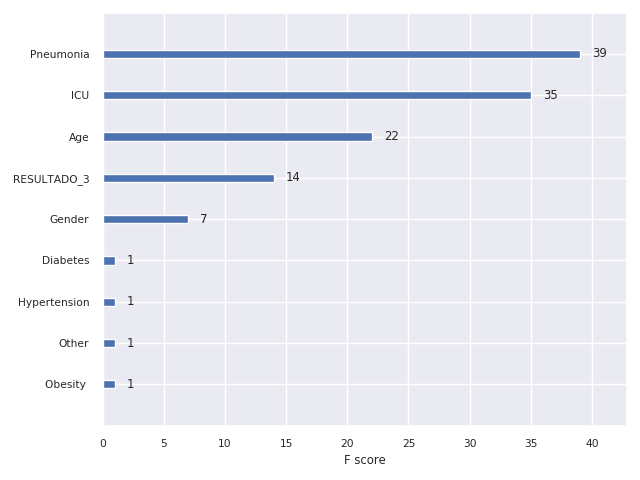 Pneumonia 39
ICU 35
Age 22
RESULTADO_3 14
Gender 7
Diabetes 1
Hypertension 1
Other 1
Obesity 1
0 5 10 15 20 25 30 35 40
F score